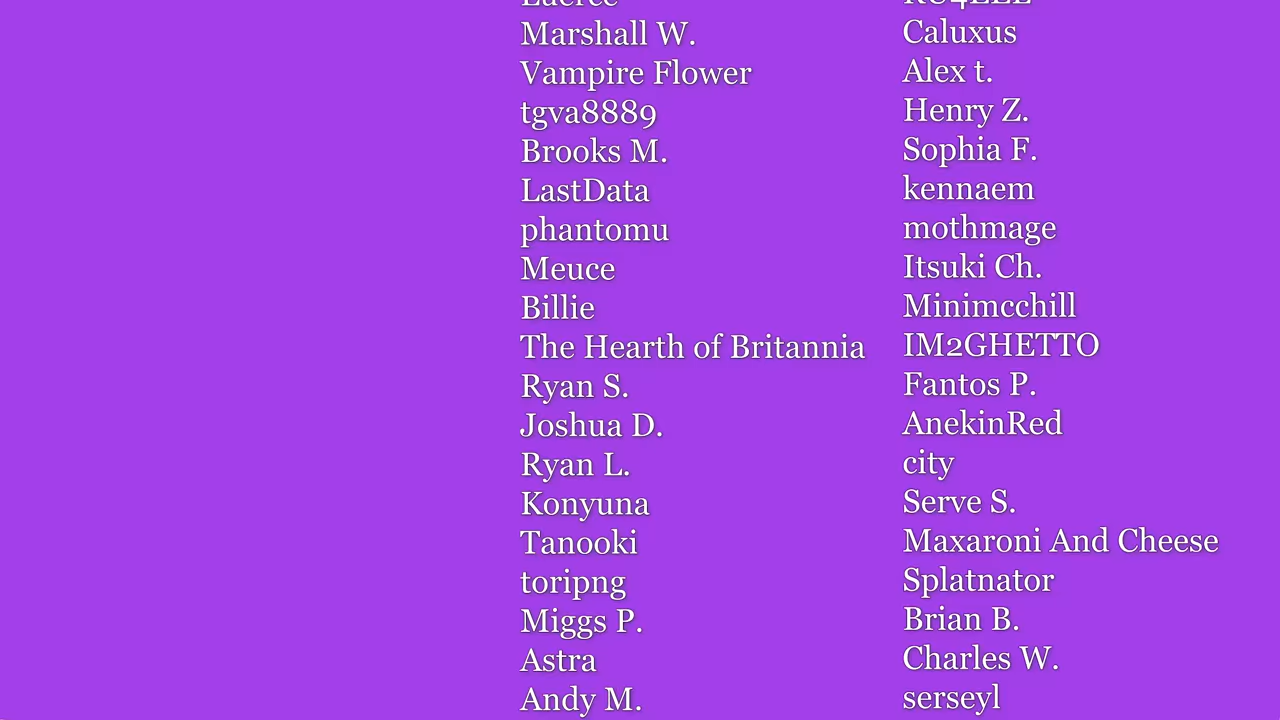 Marshall W.
Vampire Flower
tgva8889
Brooks M.
LastData
phantomu
Meuce
Billie
The Hearth of Britannia
Ryan S.
Joshua D.
Ryan L.
Konyuna
Tanooki
toripng
Miggs P.
Astra
Andy M.
Caluxus
Alex t.
Henry Z.
Sophia F.
kennaem
mothmage
Itsuki Ch.
Minimcchill
IM2GHETTO
Fantos P.
AnekinRed
city
Serve S.
Maxaroni And Cheese
Splatnator
Brian B.
Charles W.
serseyl